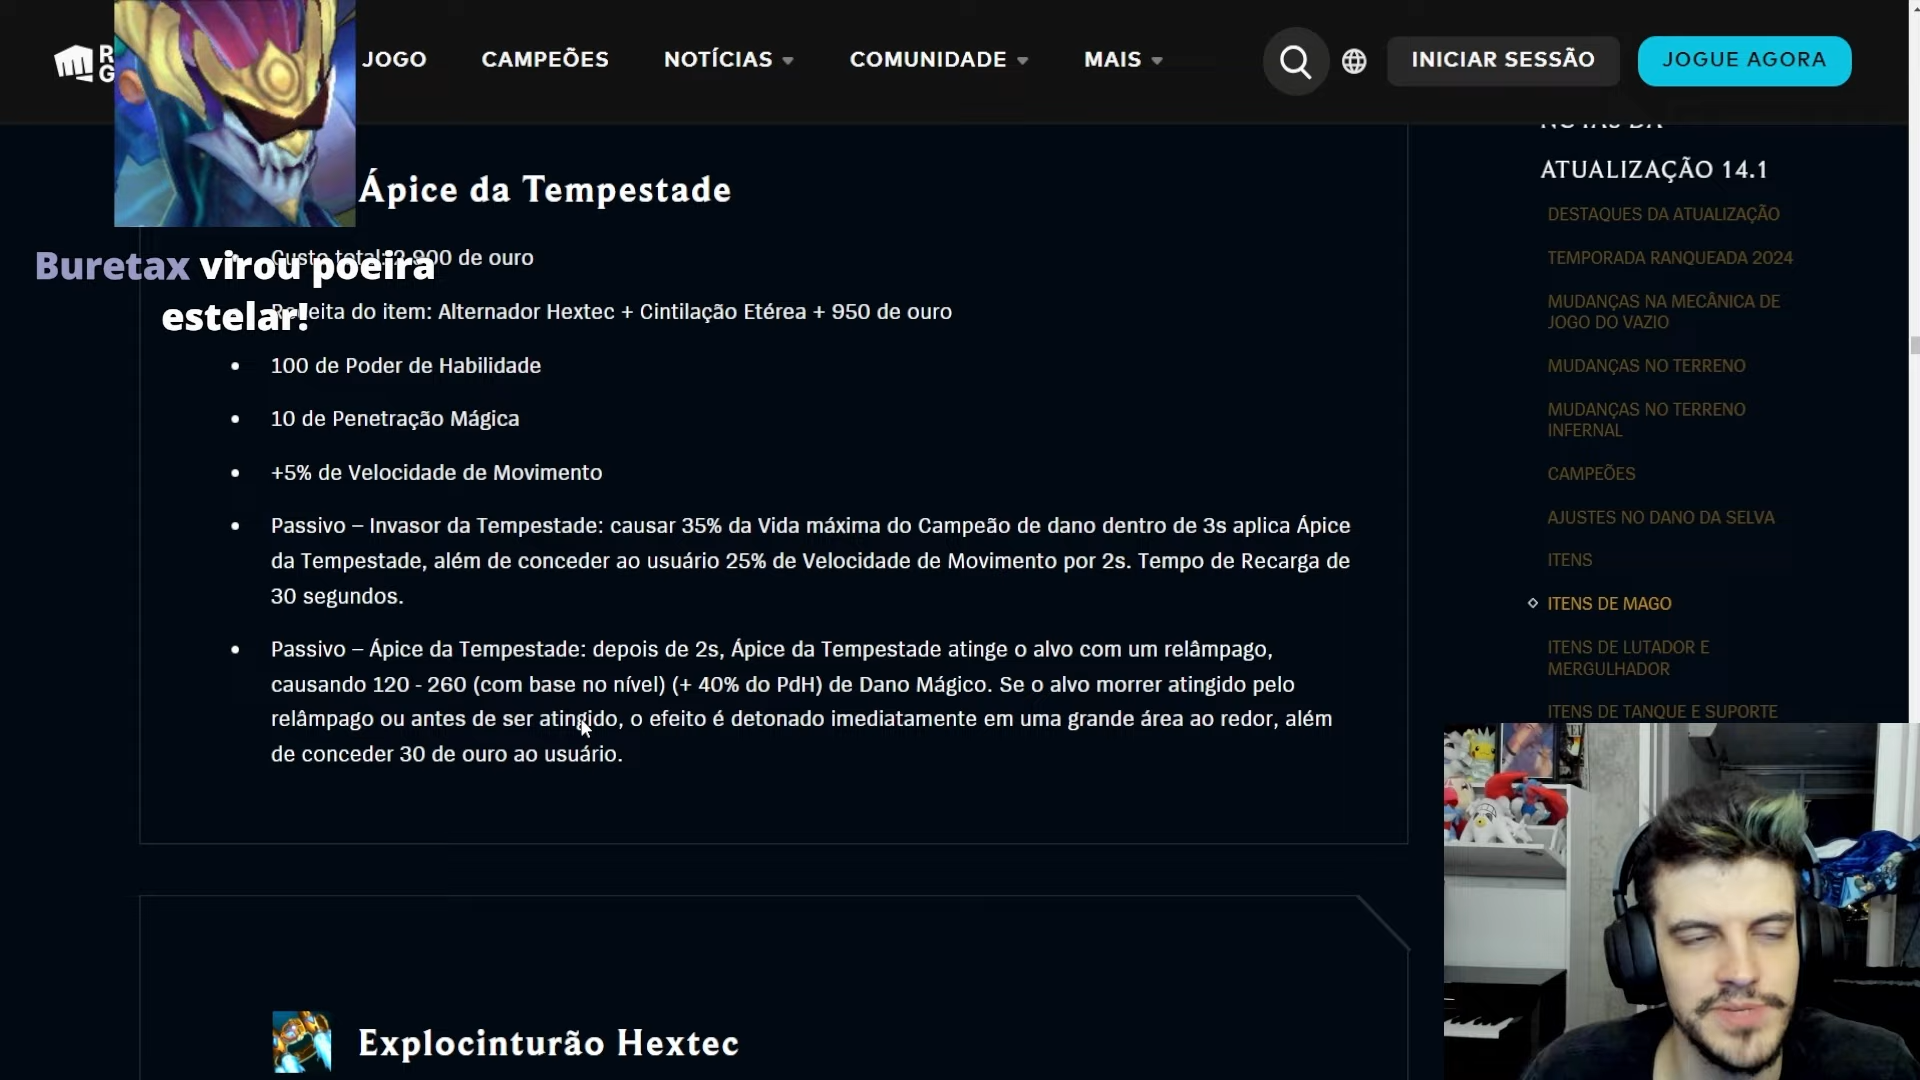 JOGO
CAMPEÕES
NOTÍCIAS
COMUNIDADE
MAIS
INICIAR SESSÃO
JOGUE AGORA
Ápice da Tempestade
Custo total: 2.900 de ouro
Buretax virou poeira
estelar!
Receita do item: Alternador Hextec + Cintilação Etérea + 950 de ouro
100 de Poder de Habilidade
10 de Penetração Mágica
+5% de Velocidade de Movimento
Passivo – Invasor da Tempestade: causar 35% da Vida máxima do Campeão de dano dentro de 3s aplica Ápice
da Tempestade, além de conceder ao usuário 25% de Velocidade de Movimento por 2s. Tempo de Recarga de
30 segundos.
Passivo – Ápice da Tempestade: depois de 2s, Ápice da Tempestade atinge o alvo com um relâmpago,
causando 120 - 260 (com base no nível) (+ 40% do PdH) de Dano Mágico. Se o alvo morrer atingido pelo
relâmpago ou antes de ser atingido, o efeito é detonado imediatamente em uma grande área ao redor, além
de conceder 30 de ouro ao usuário.
Explocinturão Hextec
NOTAS DA
ATUALIZAÇÃO 14.1
DESTAQUES DA ATUALIZAÇÃO
TEMPORADA RANQUEADA 2024
MUDANÇAS NA MECÂNICA DE
JOGO DO VAZIO
MUDANÇAS NO TERRENO
MUDANÇAS NO TERRENO
INFERNAL
CAMPEÕES
AJUSTES NO DANO DA SELVA
ITENS
ITENS DE MAGO
ITENS DE LUTADOR E
MERGULHADOR
ITENS DE TANQUE E SUPORTE